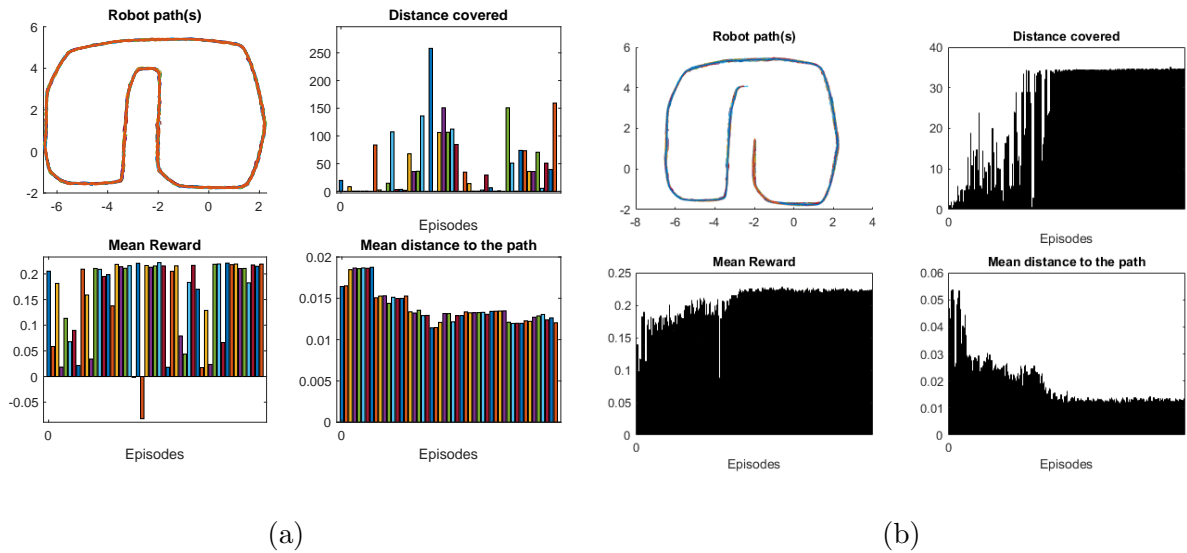 Robot path(s)
6
4
2
0
-2
-6 -4 -2 0 2
Distance covered
250
200
150
100
50
0
0
Episodes
Mean Reward
0.2
0.15
0.1
0.05
0
-0.05
0
Episodes
Mean distance to the path
0.02
0.015
0.01
0.005
0
0
Episodes
(a)
Robot path(s)
6
4
2
0
-2
-8 -6 -4 -2 0 2 4
Distance covered
40
30
20
10
0
0
Episodes
Mean Reward
0.25
0.2
0.15
0.1
0.05
0
0
Episodes
Mean distance to the path
0.06
0.05
0.04
0.03
0.02
0.01
0
0
Episodes
(b)